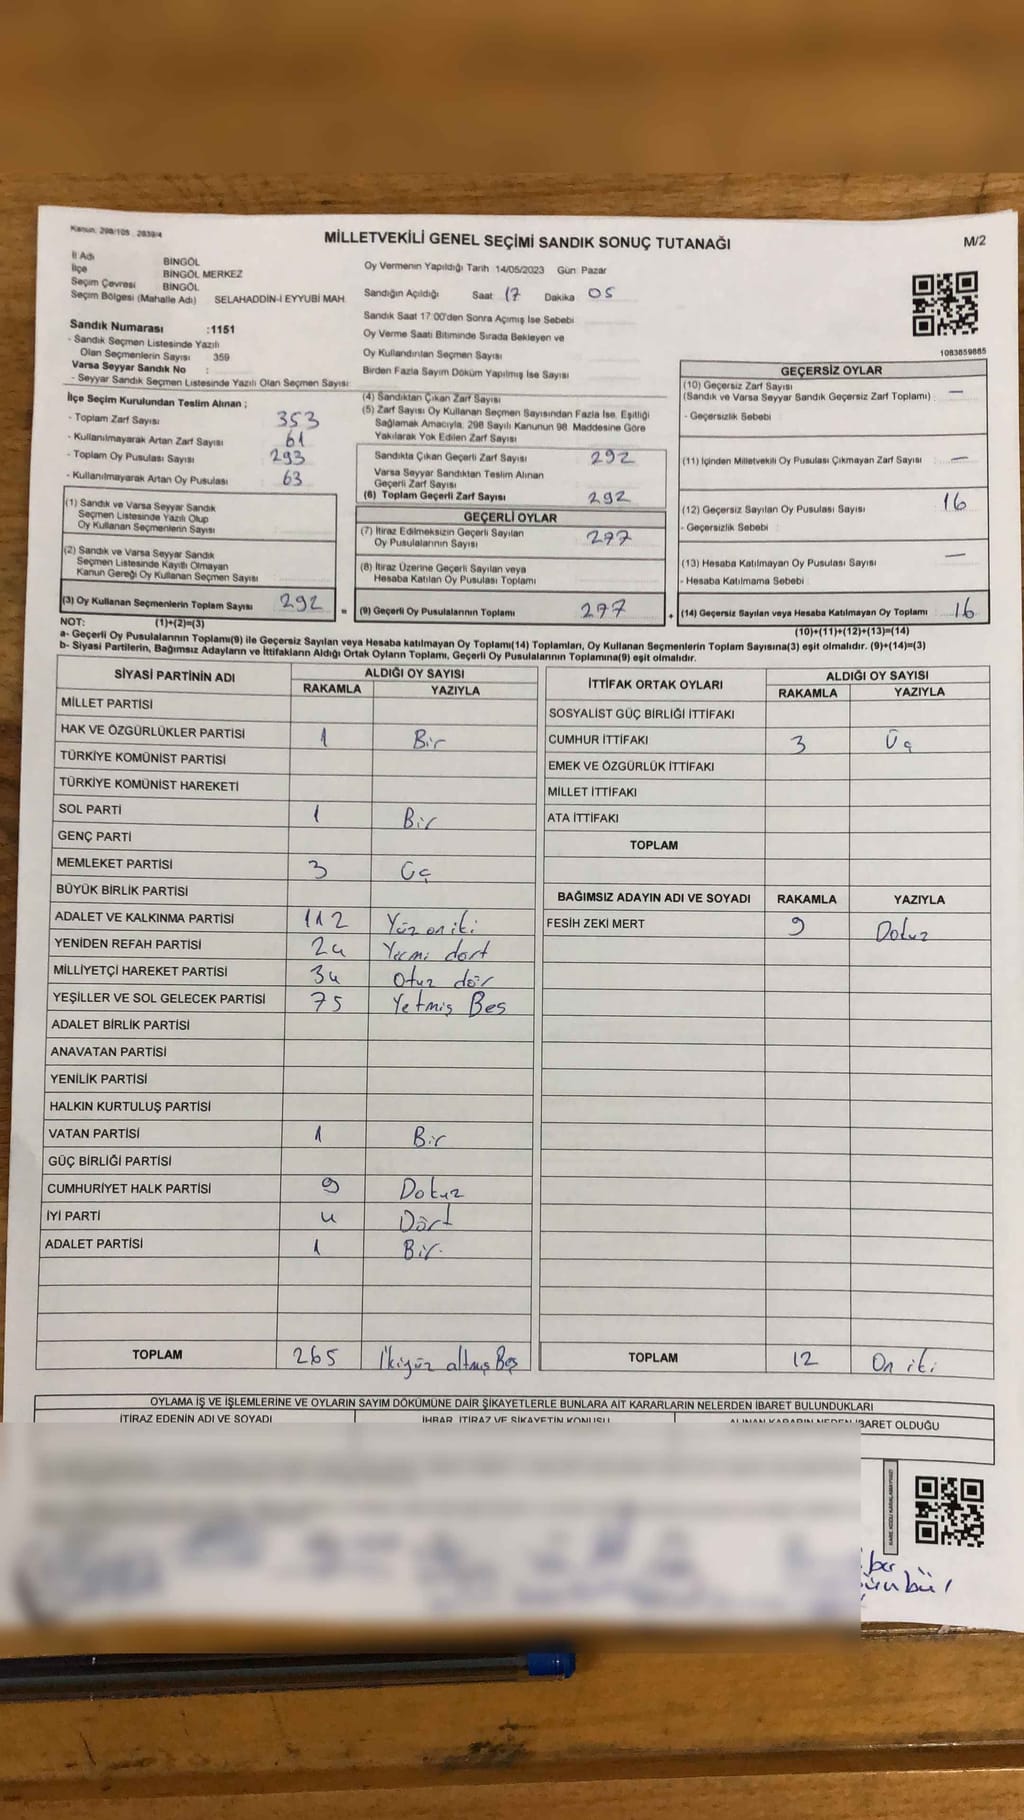 Kanun: 298/105 , 2839/4
MİLLETVEKİLİ GENEL SEÇİMİ SANDIK SONUÇ TUTANAĞI
M/2
İl Adı BİNGÖL
İlçe BİNGÖL MERKEZ
Seçim Çevresi BİNGÖL
Seçim Bölgesi (Mahalle Adı) SELAHADDİN-İ EYYUBİ MAH.
Sandık Numarası :1151
- Sandık Seçmen Listesinde Yazılı
Olan Seçmenlerin Sayısı 359
Varsa Seyyar Sandık No :
- Seyyar Sandık Seçmen Listesinde Yazılı Olan Seçmen Sayısı:
Oy Vermenin Yapıldığı Tarih 14/05/2023 Gün Pazar
Sandığın Açıldığı Saat 17 Dakika 05
Sandık Saat 17:00'den Sonra Açımış İse Sebebi
Oy Verme Saati Bitiminde Sırada Bekleyen ve
Oy Kullandırılan Seçmen Sayısı
Birden Fazla Sayım Döküm Yapılmış İse Sayısı
1083859885
İlçe Seçim Kurulundan Teslim Alınan ;
- Toplam Zarf Sayısı 353
- Kullanılmayarak Artan Zarf Sayısı 61
- Toplam Oy Pusulası Sayısı 293
- Kullanılmayarak Artan Oy Pusulası 63
(1) Sandık ve Varsa Seyyar Sandık
Seçmen Listesinde Yazılı Olup
Oy Kullanan Seçmenlerin Sayısı
(2) Sandık ve Varsa Seyyar Sandık
Seçmen Listesinde Kayıtlı Olmayan
Kanun Gereği Oy Kullanan Seçmen Sayısı
(3) Oy Kullanan Seçmenlerin Toplam Sayısı 292
(4) Sandıktan Çıkan Zarf Sayısı
(5) Zarf Sayısı Oy Kullanan Seçmen Sayısından Fazla İse, Eşitliği
Sağlamak Amacıyla, 298 Sayılı Kanunun 98. Maddesine Göre
Yakılarak Yok Edilen Zarf Sayısı
Sandıkta Çıkan Geçerli Zarf Sayısı 292
Varsa Seyyar Sandıktan Teslim Alınan
Geçerli Zarf Sayısı
(6) Toplam Geçerli Zarf Sayısı 292
GEÇERLİ OYLAR
(7) İtiraz Edilmeksizin Geçerli Sayılan
Oy Pusulalarının Sayısı 277
(8) İtiraz Üzerine Geçerli Sayılan veya
Hesaba Katılan Oy Pusulası Toplamı
= (9) Geçerli Oy Pusulalarının Toplamı 277
GEÇERSİZ OYLAR
(10) Geçersiz Zarf Sayısı
(Sandık ve Varsa Seyyar Sandık Geçersiz Zarf Toplamı) : —
- Geçersizlik Sebebi
(11) İçinden Milletvekili Oy Pusulası Çıkmayan Zarf Sayısı : —
(12) Geçersiz Sayılan Oy Pusulası Sayısı 16
- Geçersizlik Sebebi
(13) Hesaba Katılmayan Oy Pusulası Sayısı —
- Hesaba Katılmama Sebebi
+ (14) Geçersiz Sayılan veya Hesaba Katılmayan Oy Toplamı 16
NOT: (1)+(2)=(3)
(10)+(11)+(12)+(13)=(14)
a- Geçerli Oy Pusulalarının Toplamı(9) ile Geçersiz Sayılan veya Hesaba katılmayan Oy Toplamı(14) Toplamları, Oy Kullanan Seçmenlerin Toplam Sayısına(3) eşit olmalıdır. (9)+(14)=(3)
b- Siyasi Partilerin, Bağımsız Adayların ve İttifakların Aldığı Ortak Oyların Toplamı, Geçerli Oy Pusulalarının Toplamına(9) eşit olmalıdır.
SİYASİ PARTİNİN ADI ALDIĞI OY SAYISI
RAKAMLA YAZIYLA
MİLLET PARTİSİ
HAK VE ÖZGÜRLÜKLER PARTİSİ 1 Bir
TÜRKİYE KOMÜNİST PARTİSİ
TÜRKİYE KOMÜNİST HAREKETİ
SOL PARTİ 1 Bir
GENÇ PARTİ
MEMLEKET PARTİSİ 3 Üç
BÜYÜK BİRLİK PARTİSİ
ADALET VE KALKINMA PARTİSİ 112 Yüz on iki
YENİDEN REFAH PARTİSİ 24 Yirmi dört
MİLLİYETÇİ HAREKET PARTİSİ 34 Otuz dör
YEŞİLLER VE SOL GELECEK PARTİSİ 75 Yetmiş Beş
ADALET BİRLİK PARTİSİ
ANAVATAN PARTİSİ
YENİLİK PARTİSİ
HALKIN KURTULUŞ PARTİSİ
VATAN PARTİSİ 1 Bir
GÜÇ BİRLİĞİ PARTİSİ
CUMHURİYET HALK PARTİSİ 9 Dokuz
İYİ PARTİ 4 Dört
ADALET PARTİSİ 1 Bir
TOPLAM 265 İkiyüz altmış Beş
İTTİFAK ORTAK OYLARI ALDIĞI OY SAYISI
RAKAMLA YAZIYLA
SOSYALİST GÜÇ BİRLİĞİ İTTİFAKI
CUMHUR İTTİFAKI 3 Üç
EMEK VE ÖZGÜRLÜK İTTİFAKI
MİLLET İTTİFAKI
ATA İTTİFAKI
TOPLAM
BAĞIMSIZ ADAYIN ADI VE SOYADI RAKAMLA YAZIYLA
FESİH ZEKİ MERT 9 Dokuz
TOPLAM 12 On iki
OYLAMA İŞ VE İŞLEMLERİNE VE OYLARIN SAYIM DÖKÜMÜNE DAİR ŞİKAYETLERLE BUNLARA AİT KARARLARIN NELERDEN İBARET BULUNDUKLARI
İTİRAZ EDENİN ADI VE SOYADI İHBAR, İTİRAZ VE ŞİKAYETİN KONUSU ALINAN KARARIN NEDEN İBARET OLDUĞU